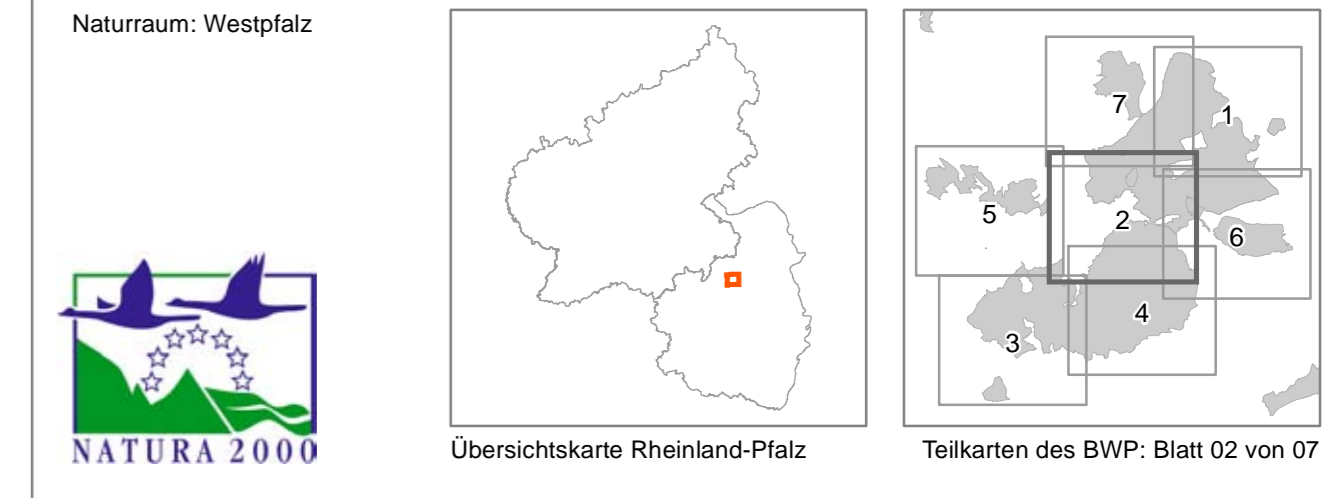 Naturraum: Westpfalz
7
1
5
2
6
4
3
NATURA 2000
Übersichtskarte Rheinland-Pfalz
Teilkarten des BWP: Blatt 02 von 07